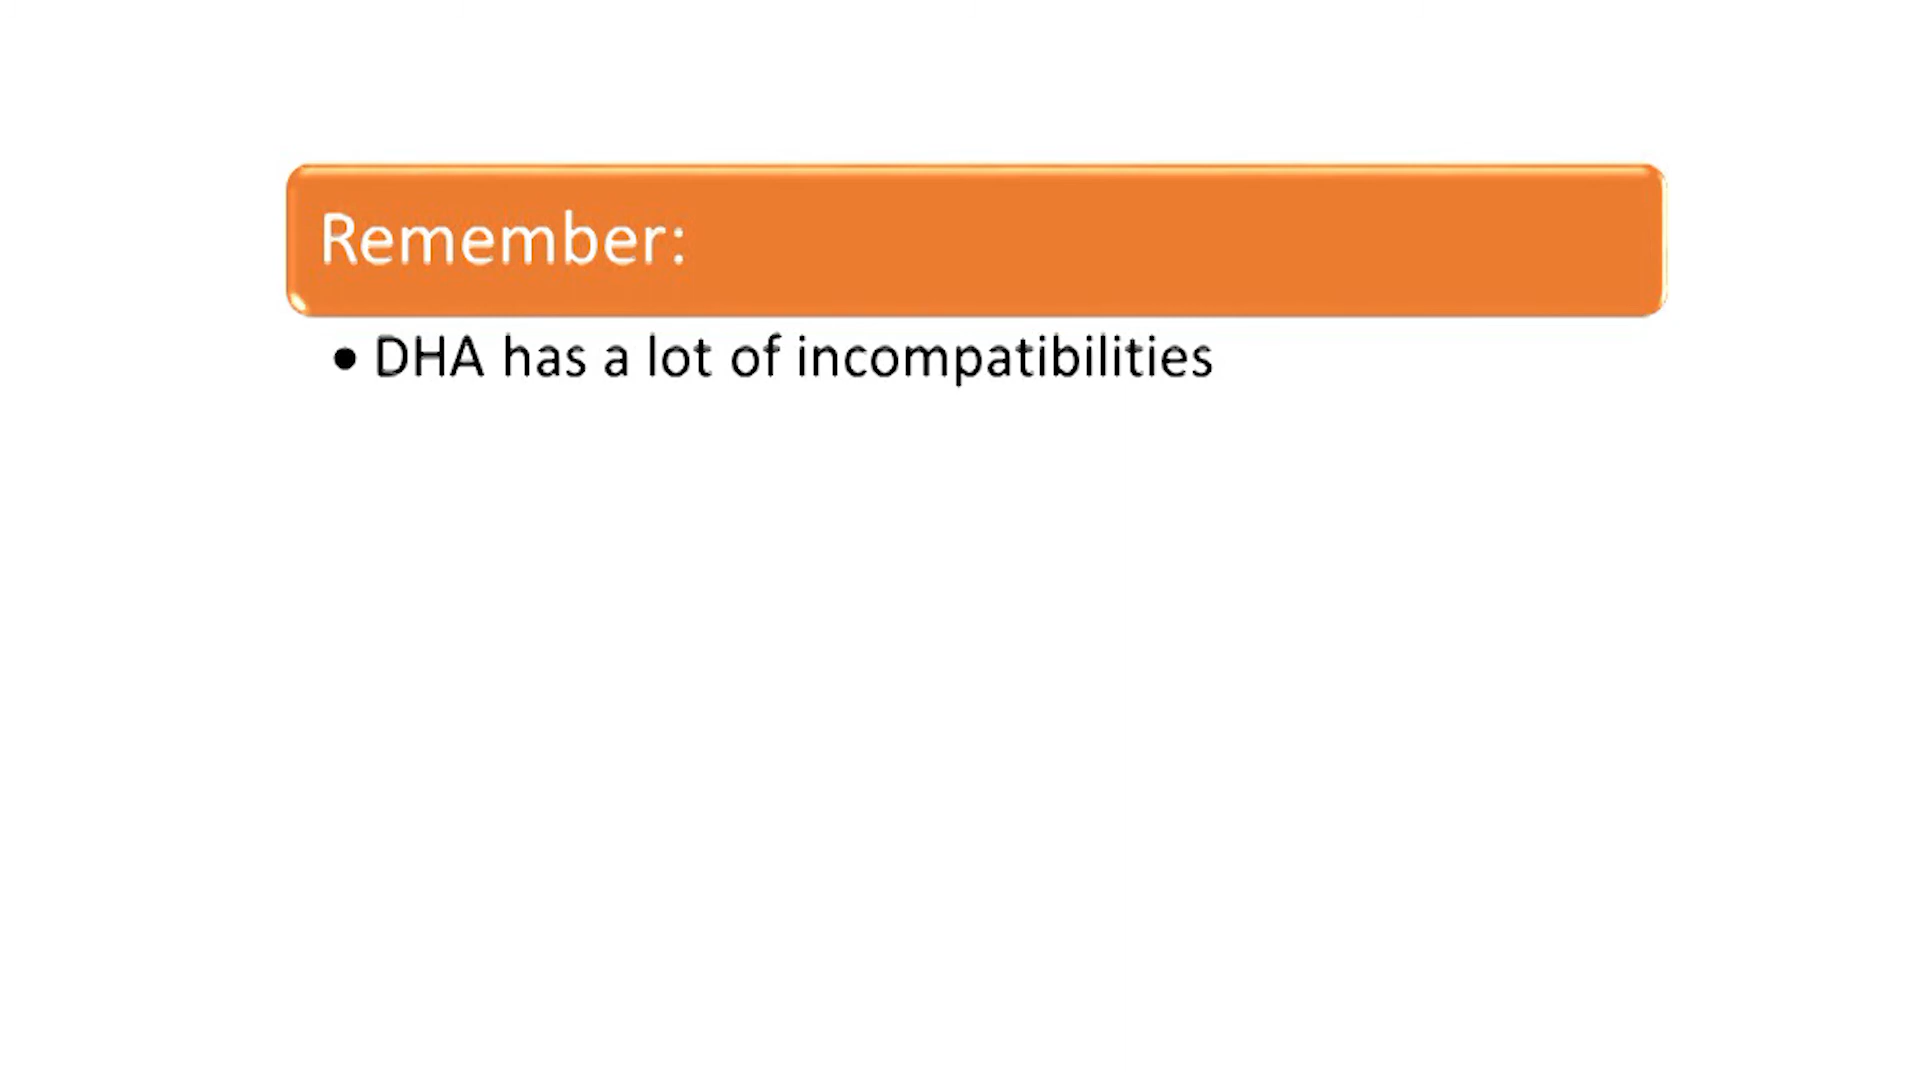 Remember:
• DHA has a lot of incompatibilities